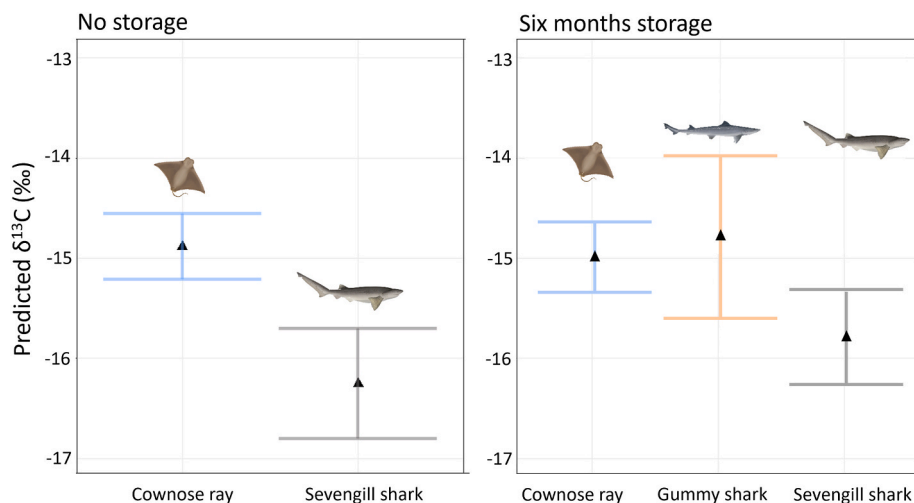 No storage
Six months storage
Predicted δ¹³C (‰)
-13
-14
-15
-16
-17
Cownose ray
Sevengill shark
-13
-14
-15
-16
-17
Cownose ray
Gummy shark
Sevengill shark